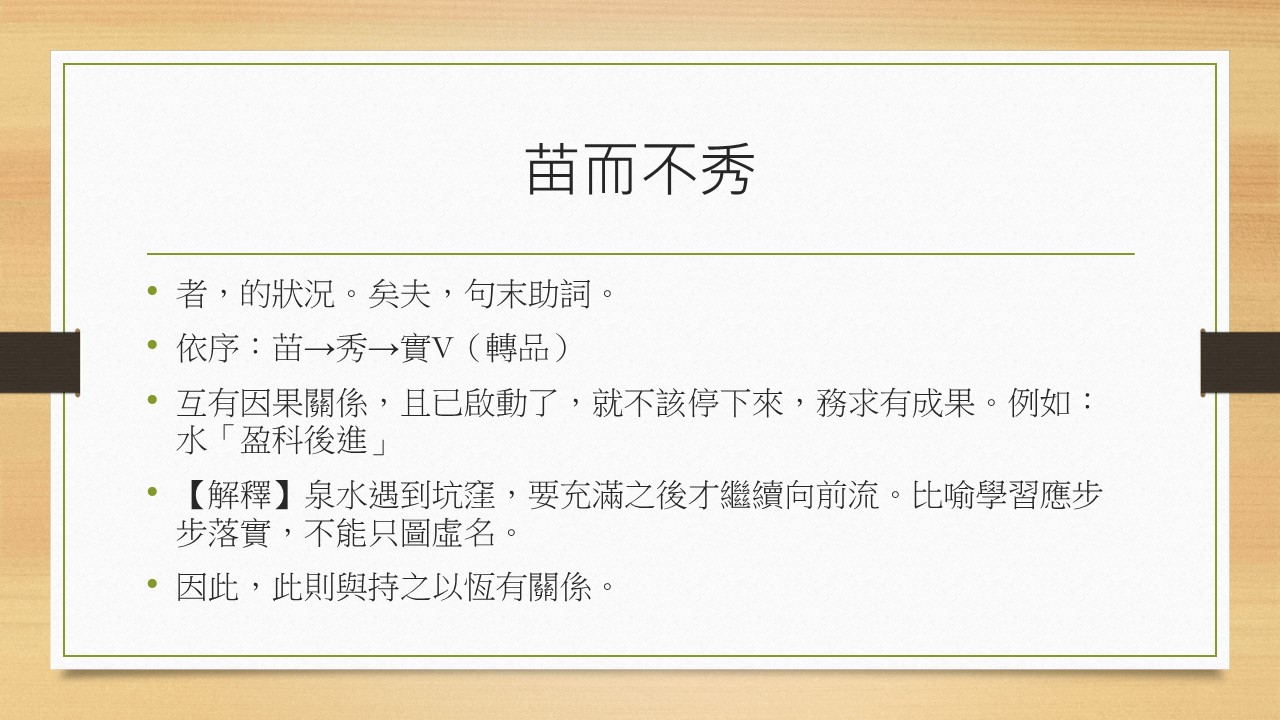 苗而不秀
• 者，的狀況。矣夫，句末助詞。
• 依序：苗→秀→實V（轉品）
• 互有因果關係，且已啟動了，就不該停下來，務求有成果。例如：
水「盈科後進」
• 【解釋】泉水遇到坑窪，要充滿之後才繼續向前流。比喻學習應步
步落實，不能只圖虛名。
• 因此，此則與持之以恆有關係。